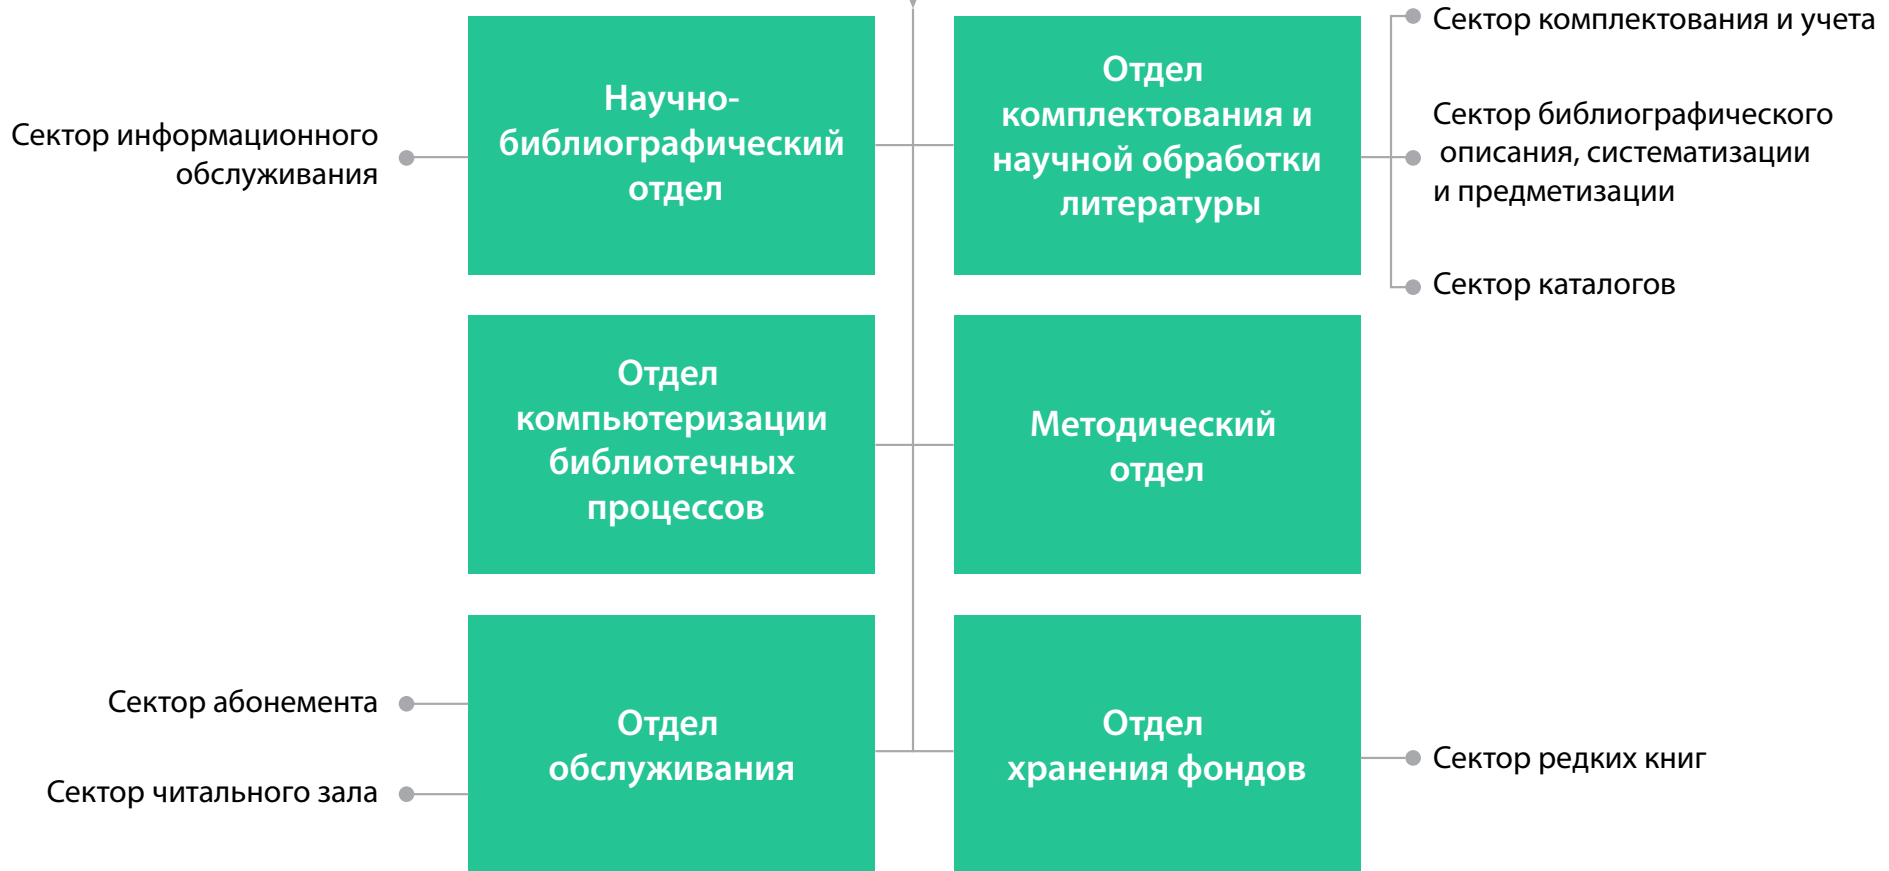 Сектор информационного
обслуживания
Научно-
библиографический
отдел
Отдел
комплектования и
научной обработки
литературы
Сектор комплектования и учета
Сектор библиографического
описания, систематизации
и предметизации
Сектор каталогов
Отдел
компьютеризации
библиотечных
процессов
Методический
отдел
Сектор абонемента
Сектор читального зала
Отдел
обслуживания
Отдел
хранения фондов
Сектор редких книг